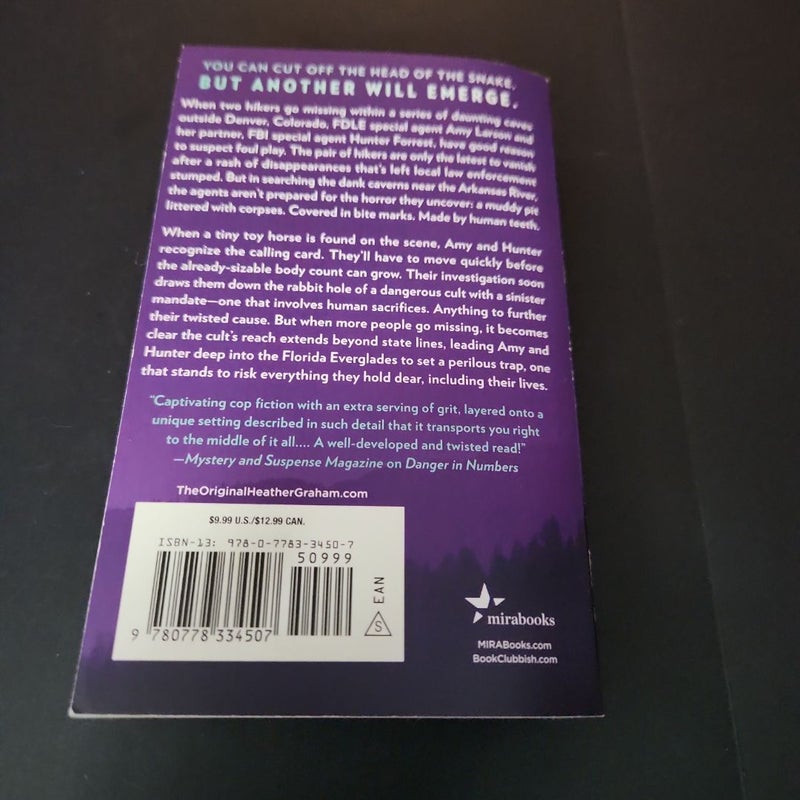 YOU CAN CUT OFF THE HEAD OF THE SNAKE,
BUT ANOTHER WILL EMERGE.
When two hikers go missing within a series of daunting caves
outside Denver, Colorado, FDLE special agent Amy Larson and
her partner, FBI special agent Hunter Forrest, have good reason
to suspect foul play. The pair of hikers are only the latest to vanish
after a rash of disappearances that's left local law enforcement
stumped. But in searching the dank caverns near the Arkansas River,
the agents aren't prepared for the horror they uncover: a muddy pit
littered with corpses. Covered in bite marks. Made by human teeth.
When a tiny toy horse is found on the scene, Amy and Hunter
recognize the calling card. They'll have to move quickly before
the already-sizable body count can grow. Their investigation soon
draws them down the rabbit hole of a dangerous cult with a sinister
mandate—one that involves human sacrifices. Anything to further
their twisted cause. But when more people go missing, it becomes
clear the cult's reach extends beyond state lines, leading Amy and
Hunter deep into the Florida Everglades to set a perilous trap, one
that stands to risk everything they hold dear, including their lives.
"Captivating cop fiction with an extra serving of grit, layered onto a
unique setting described in such detail that it transports you right
to the middle of it all.... A well-developed and twisted read!"
—Mystery and Suspense Magazine on Danger in Numbers
TheOriginalHeatherGraham.com
$9.99 U.S./$12.99 CAN.
ISBN-13: 978-0-7783-3450-7
50999
9 780778 334507
EAN
S
mirabooks
MIRABooks.com
BookClubbish.com